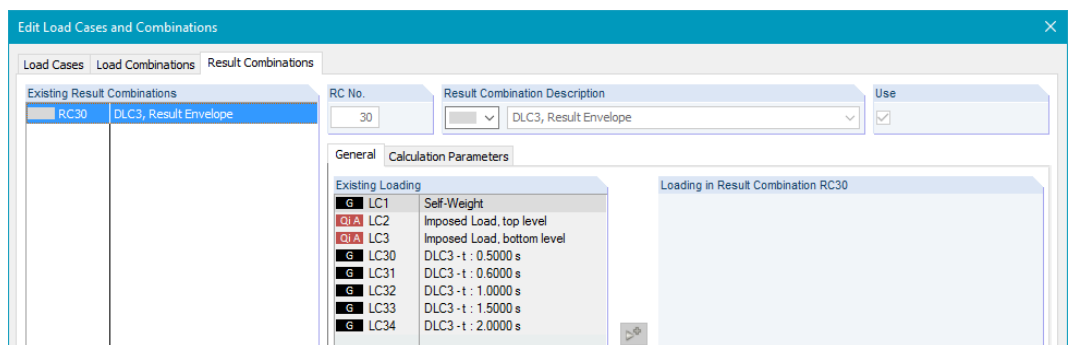 Edit Load Cases and Combinations
Load Cases Load Combinations Result Combinations
Existing Result Combinations
RC30 DLC3, Result Envelope
RC No.
30
Result Combination Description
DLC3, Result Envelope
Use
General Calculation Parameters
Existing Loading
G LC1 Self-Weight
Qi A LC2 Imposed Load, top level
Qi A LC3 Imposed Load, bottom level
G LC30 DLC3 - t : 0.5000 s
G LC31 DLC3 - t : 0.6000 s
G LC32 DLC3 - t : 1.0000 s
G LC33 DLC3 - t : 1.5000 s
G LC34 DLC3 - t : 2.0000 s
Loading in Result Combination RC30